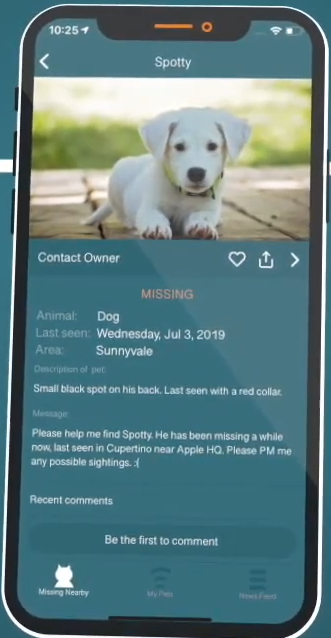 10:25
Spotty
Contact Owner
MISSING
Animal: Dog
Last seen: Wednesday, Jul 3, 2019
Area: Sunnyvale
Description of pet:
Small black spot on his back. Last seen with a red collar.
Message:
Please help me find Spotty. He has been missing a while
now, last seen in Cupertino near Apple HQ. Please PM me
any possible sightings. :(
Recent comments
Be the first to comment
Missing Nearby
My Pets
News Feed